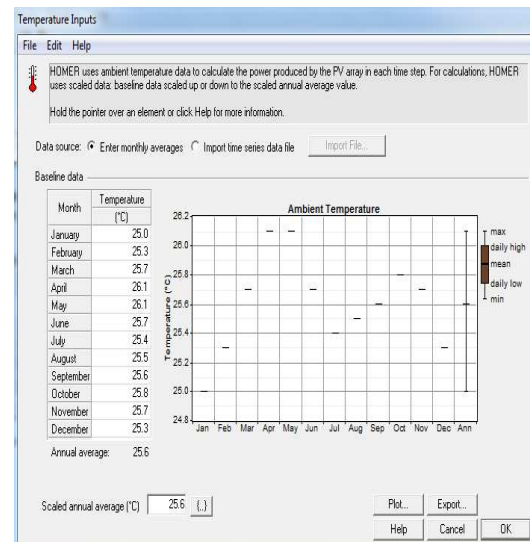 Temperature Inputs
File Edit Help
HOMER uses ambient temperature data to calculate the power produced by the PV array in each time step. For calculations, HOMER
uses scaled data: baseline data scaled up or down to the scaled annual average value.
Hold the pointer over an element or click Help for more information.
Data source: Enter monthly averages Import time series data file Import File...
Baseline data
Month Temperature
(°C)
January 25.0
February 25.3
March 25.7
April 26.1
May 26.1
June 25.7
July 25.4
August 25.5
September 25.6
October 25.8
November 25.7
December 25.3
Annual average: 25.6
Ambient Temperature
Temperature (°C)
26.2
26.0
25.8
25.6
25.4
25.2
25.0
24.8
Jan Feb Mar Apr May Jun Jul Aug Sep Oct Nov Dec Ann
max
daily high
mean
daily low
min
Scaled annual average (°C) 25.6 {..}
Plot... Export...
Help Cancel OK